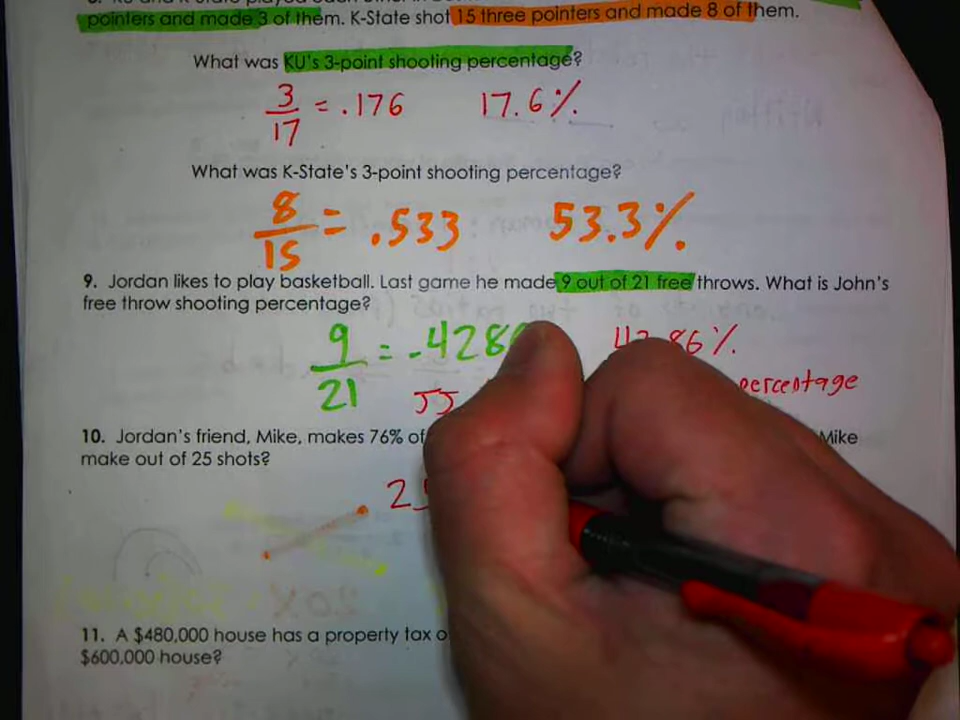 pointers and made 3 of them. K-State shot 15 three pointers and made 8 of them.
What was KU's 3-point shooting percentage?
3/17 = .176 17.6%
What was K-State's 3-point shooting percentage?
8/15 = .533 53.3%.
9. Jordan likes to play basketball. Last game he made 9 out of 21 free throws. What is John's
free throw shooting percentage?
9/21 = .428 86%.
percentage
10. Jordan's friend, Mike, makes 76% of Mike
make out of 25 shots?
11. A $480,000 house has a property tax
$600,000 house?